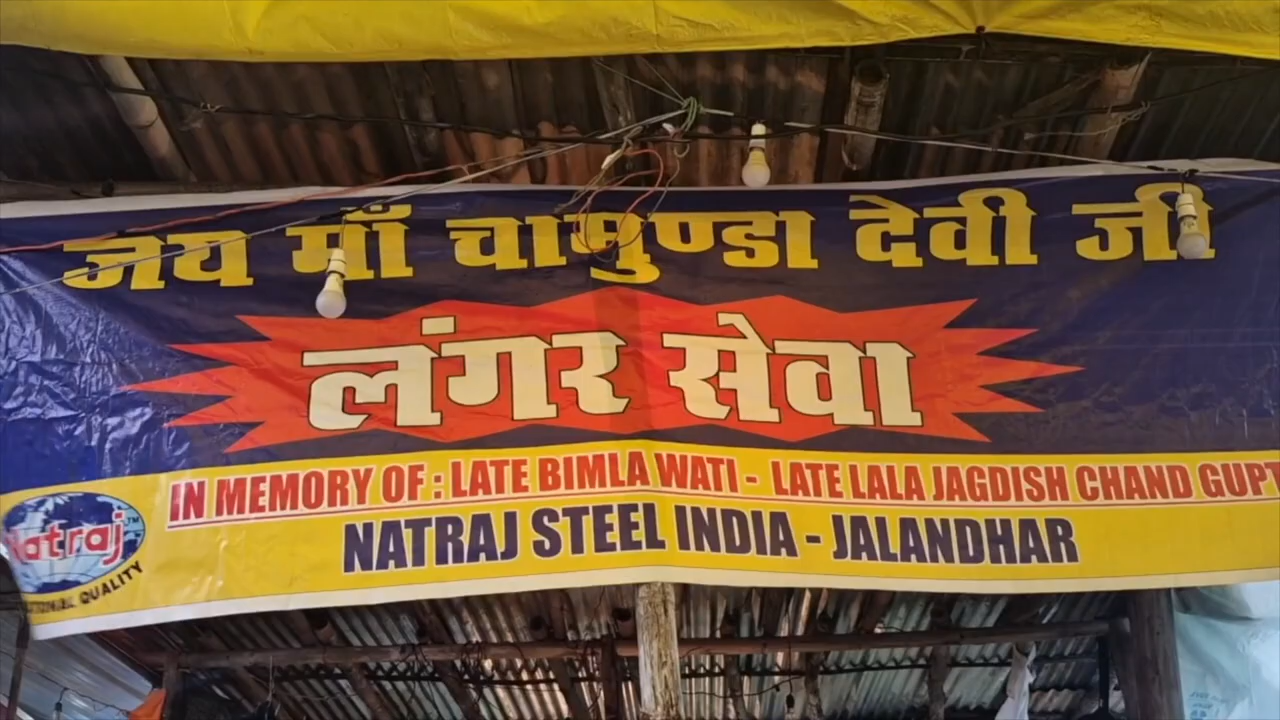 जय माँ चामुण्डा देवी जी
लंगर सेवा
IN MEMORY OF : LATE BIMLA WATI - LATE LALA JAGDISH CHAND GUPT
NATRAJ STEEL INDIA - JALANDHAR
Natraj TM
QUALITY